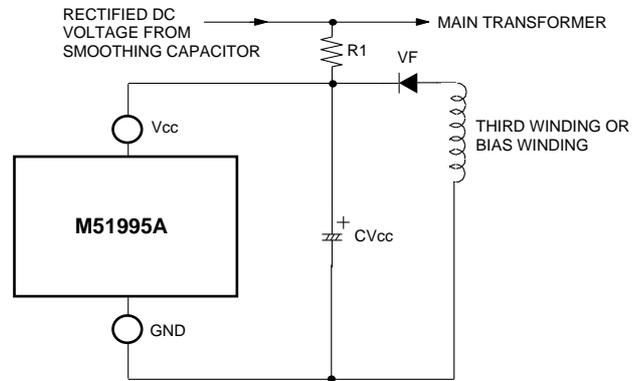 RECTIFIED DC
VOLTAGE FROM
SMOOTHING CAPACITOR
MAIN TRANSFORMER
R1
VF
Vcc
THIRD WINDING OR
BIAS WINDING
M51995A
+
CVcc
GND